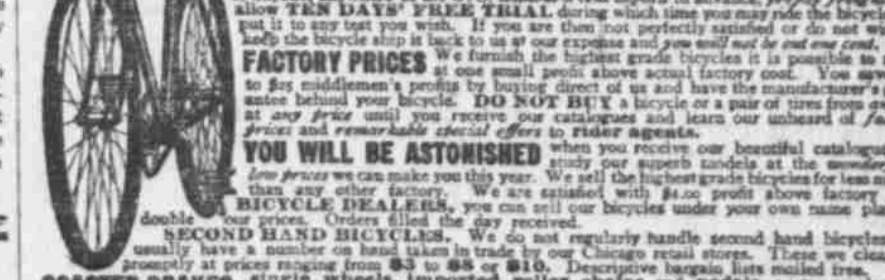 allow TEN DAYS' FREE TRIAL during which time you may ride the bicycle
put it to any test you wish. If you are then not perfectly satisfied or do not wi
keep the bicycle ship it back to us at our expense and you will not be out one cent.
FACTORY PRICES We furnish the highest grade bicycles it is possible to
at one small profit above actual factory cost. You save
to $25 middlemen's profits by buying direct of us and have the manufacturer's
antee behind your bicycle. DO NOT BUY a bicycle or a pair of tires from
at any price until you receive our catalogues and learn our unheard of
prices and remarkable special offers to rider agents.
YOU WILL BE ASTONISHED when you receive our beautiful catalogue
study our superb models at the
low prices we can make you this year. We sell the highest grade bicycles for less m
than any other factory. We are satisfied with $1.00 profit above factory
BICYCLE DEALERS, you can sell our bicycles under your own name pla
double our prices. Orders filled the day received.
SECOND HAND BICYCLES. We do not regularly handle second hand bicycles
usually have a number on hand taken in trade by our Chicago retail stores. These we clea
promptly at prices ranging from $3 to $8 or $10. Descriptive bargain lists mailed free.